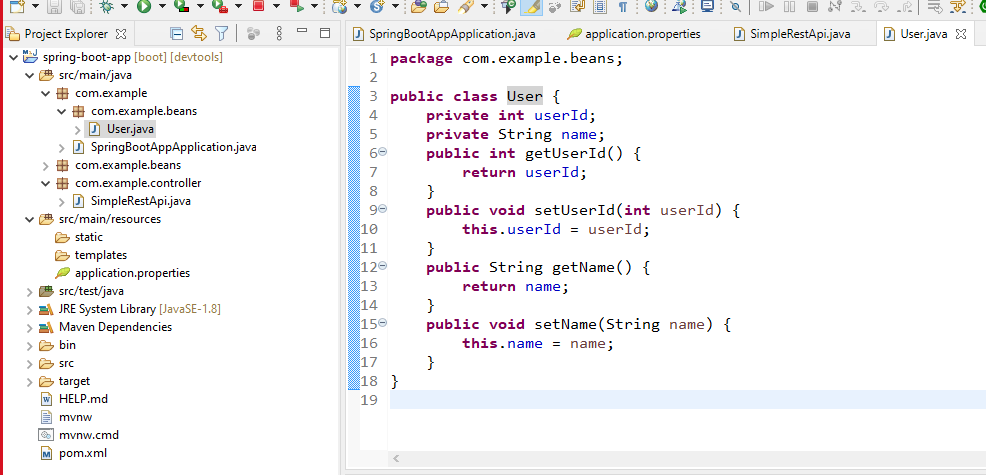 Project Explorer
spring-boot-app [boot] [devtools]
src/main/java
com.example
com.example.beans
User.java
SpringBootAppApplication.java
com.example.beans
com.example.controller
SimpleRestApi.java
src/main/resources
static
templates
application.properties
src/test/java
JRE System Library [JavaSE-1.8]
Maven Dependencies
bin
src
target
HELP.md
mvnw
mvnw.cmd
pom.xml
SpringBootAppApplication.java
application.properties
SimpleRestApi.java
User.java
1 package com.example.beans;
2
3 public class User {
4     private int userId;
5     private String name;
6     public int getUserId() {
7         return userId;
8     }
9     public void setUserId(int userId) {
10         this.userId = userId;
11     }
12     public String getName() {
13         return name;
14     }
15     public void setName(String name) {
16         this.name = name;
17     }
18 }
19